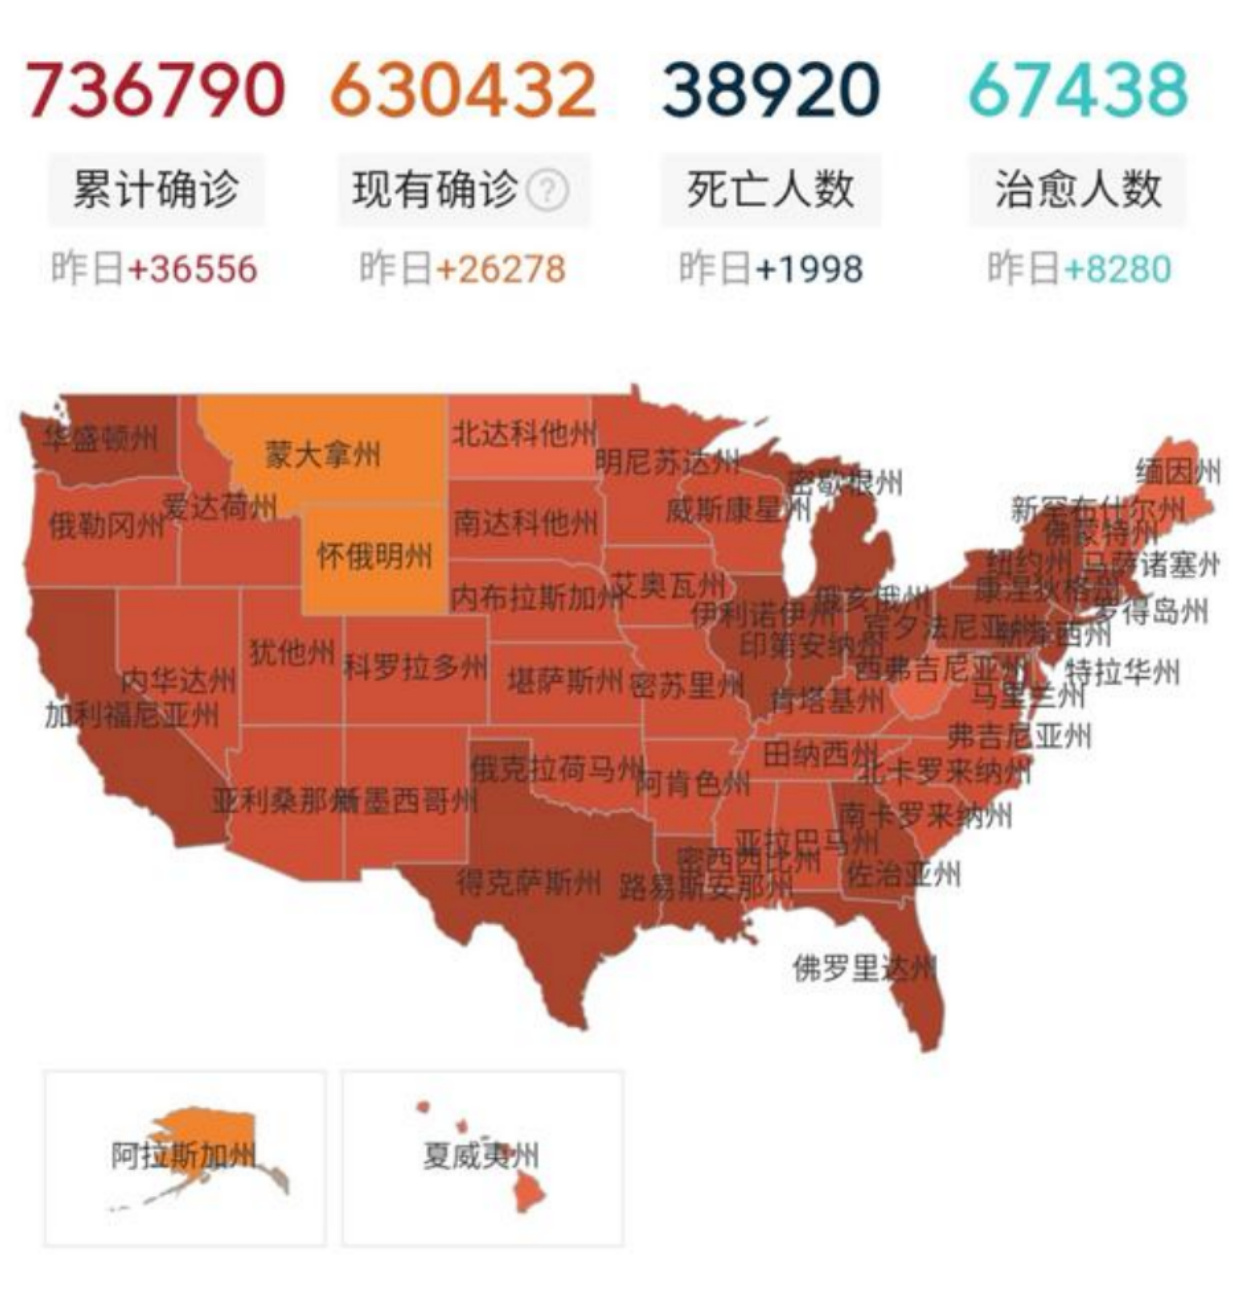 736790 630432 38920 67438
累计确诊 现有确诊? 死亡人数 治愈人数
昨日+36556 昨日+26278 昨日+1998 昨日+8280
华盛顿州
蒙大拿州
北达科他州
明尼苏达州
密歇根州
缅因州
爱达荷州
俄勒冈州
南达科他州
威斯康星州
新罕布什尔州
佛蒙特州
怀俄明州
纽约州
马萨诸塞州
内布拉斯加州
艾奥瓦州
康涅狄格州
伊利诺伊州
俄亥俄州
罗得岛州
宾夕法尼亚州
新泽西州
印第安纳州
犹他州
科罗拉多州
内华达州
堪萨斯州
密苏里州
西弗吉尼亚州
特拉华州
肯塔基州
马里兰州
加利福尼亚州
弗吉尼亚州
田纳西州
俄克拉荷马州
阿肯色州
北卡罗来纳州
亚利桑那州
新墨西哥州
南卡罗来纳州
亚拉巴马州
密西西比州
得克萨斯州
路易斯安那州
佐治亚州
佛罗里达州
阿拉斯加州
夏威夷州